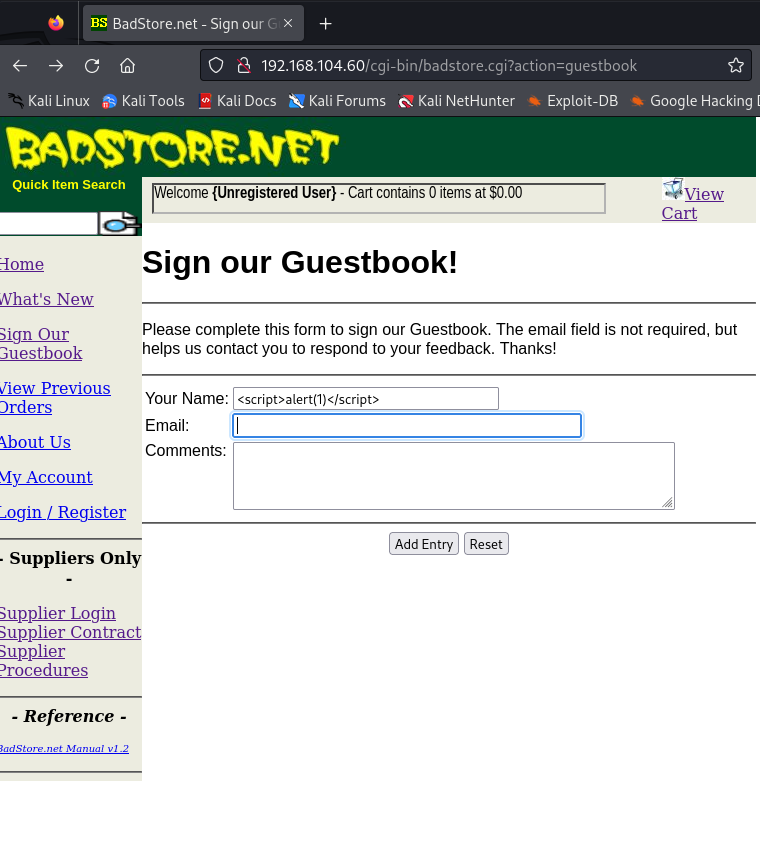 BS BadStore.net - Sign our G
192.168.104.60/cgi-bin/badstore.cgi?action=guestbook
Kali Linux Kali Tools Kali Docs Kali Forums Kali NetHunter Exploit-DB Google Hacking
BADSTORE.NET
Quick Item Search
Welcome {Unregistered User} - Cart contains 0 items at $0.00
View
Cart
Home
What's New
Sign Our
Guestbook
View Previous
Orders
About Us
My Account
Login / Register
- Suppliers Only
-
Supplier Login
Supplier Contract
Supplier
Procedures
- Reference -
BadStore.net Manual v1.2
Sign our Guestbook!
Please complete this form to sign our Guestbook. The email field is not required, but
helps us contact you to respond to your feedback. Thanks!
Your Name: <script>alert(1)</script>
Email:
Comments:
Add Entry Reset